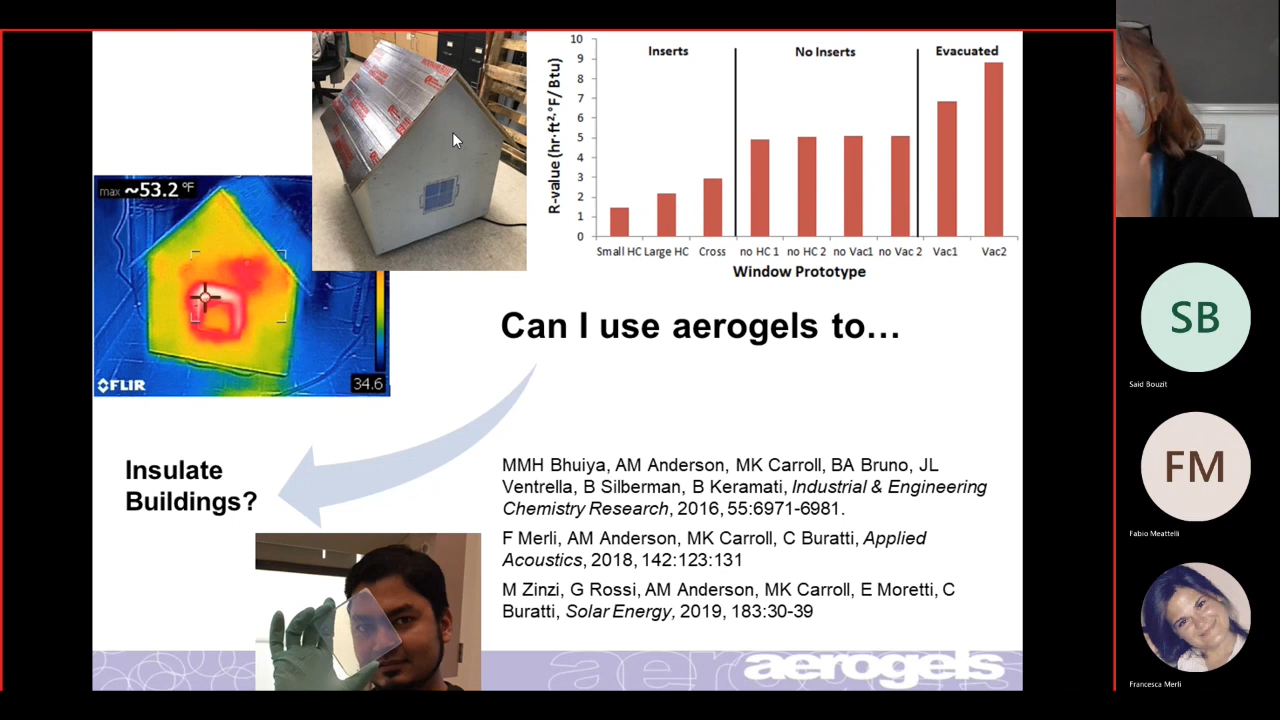 max ~53.2 °F
FLIR
34.6
10
9
8
7
6
5
4
3
2
1
0
R-value (hr·ft²·°F/Btu)
Inserts
No Inserts
Evacuated
Small HC
Large HC
Cross
no HC 1
no HC 2
no Vac1
no Vac 2
Vac1
Vac2
Window Prototype
Can I use aerogels to…
Insulate
Buildings?
MMH Bhuiya, AM Anderson, MK Carroll, BA Bruno, JL
Ventrella, B Silberman, B Keramati, Industrial & Engineering
Chemistry Research, 2016, 55:6971-6981.
F Merli, AM Anderson, MK Carroll, C Buratti, Applied
Acoustics, 2018, 142:123:131
M Zinzi, G Rossi, AM Anderson, MK Carroll, E Moretti, C
Buratti, Solar Energy, 2019, 183:30-39
aerogels
SB
Said Bouzit
FM
Fabio Meattelli
Francesca Merli